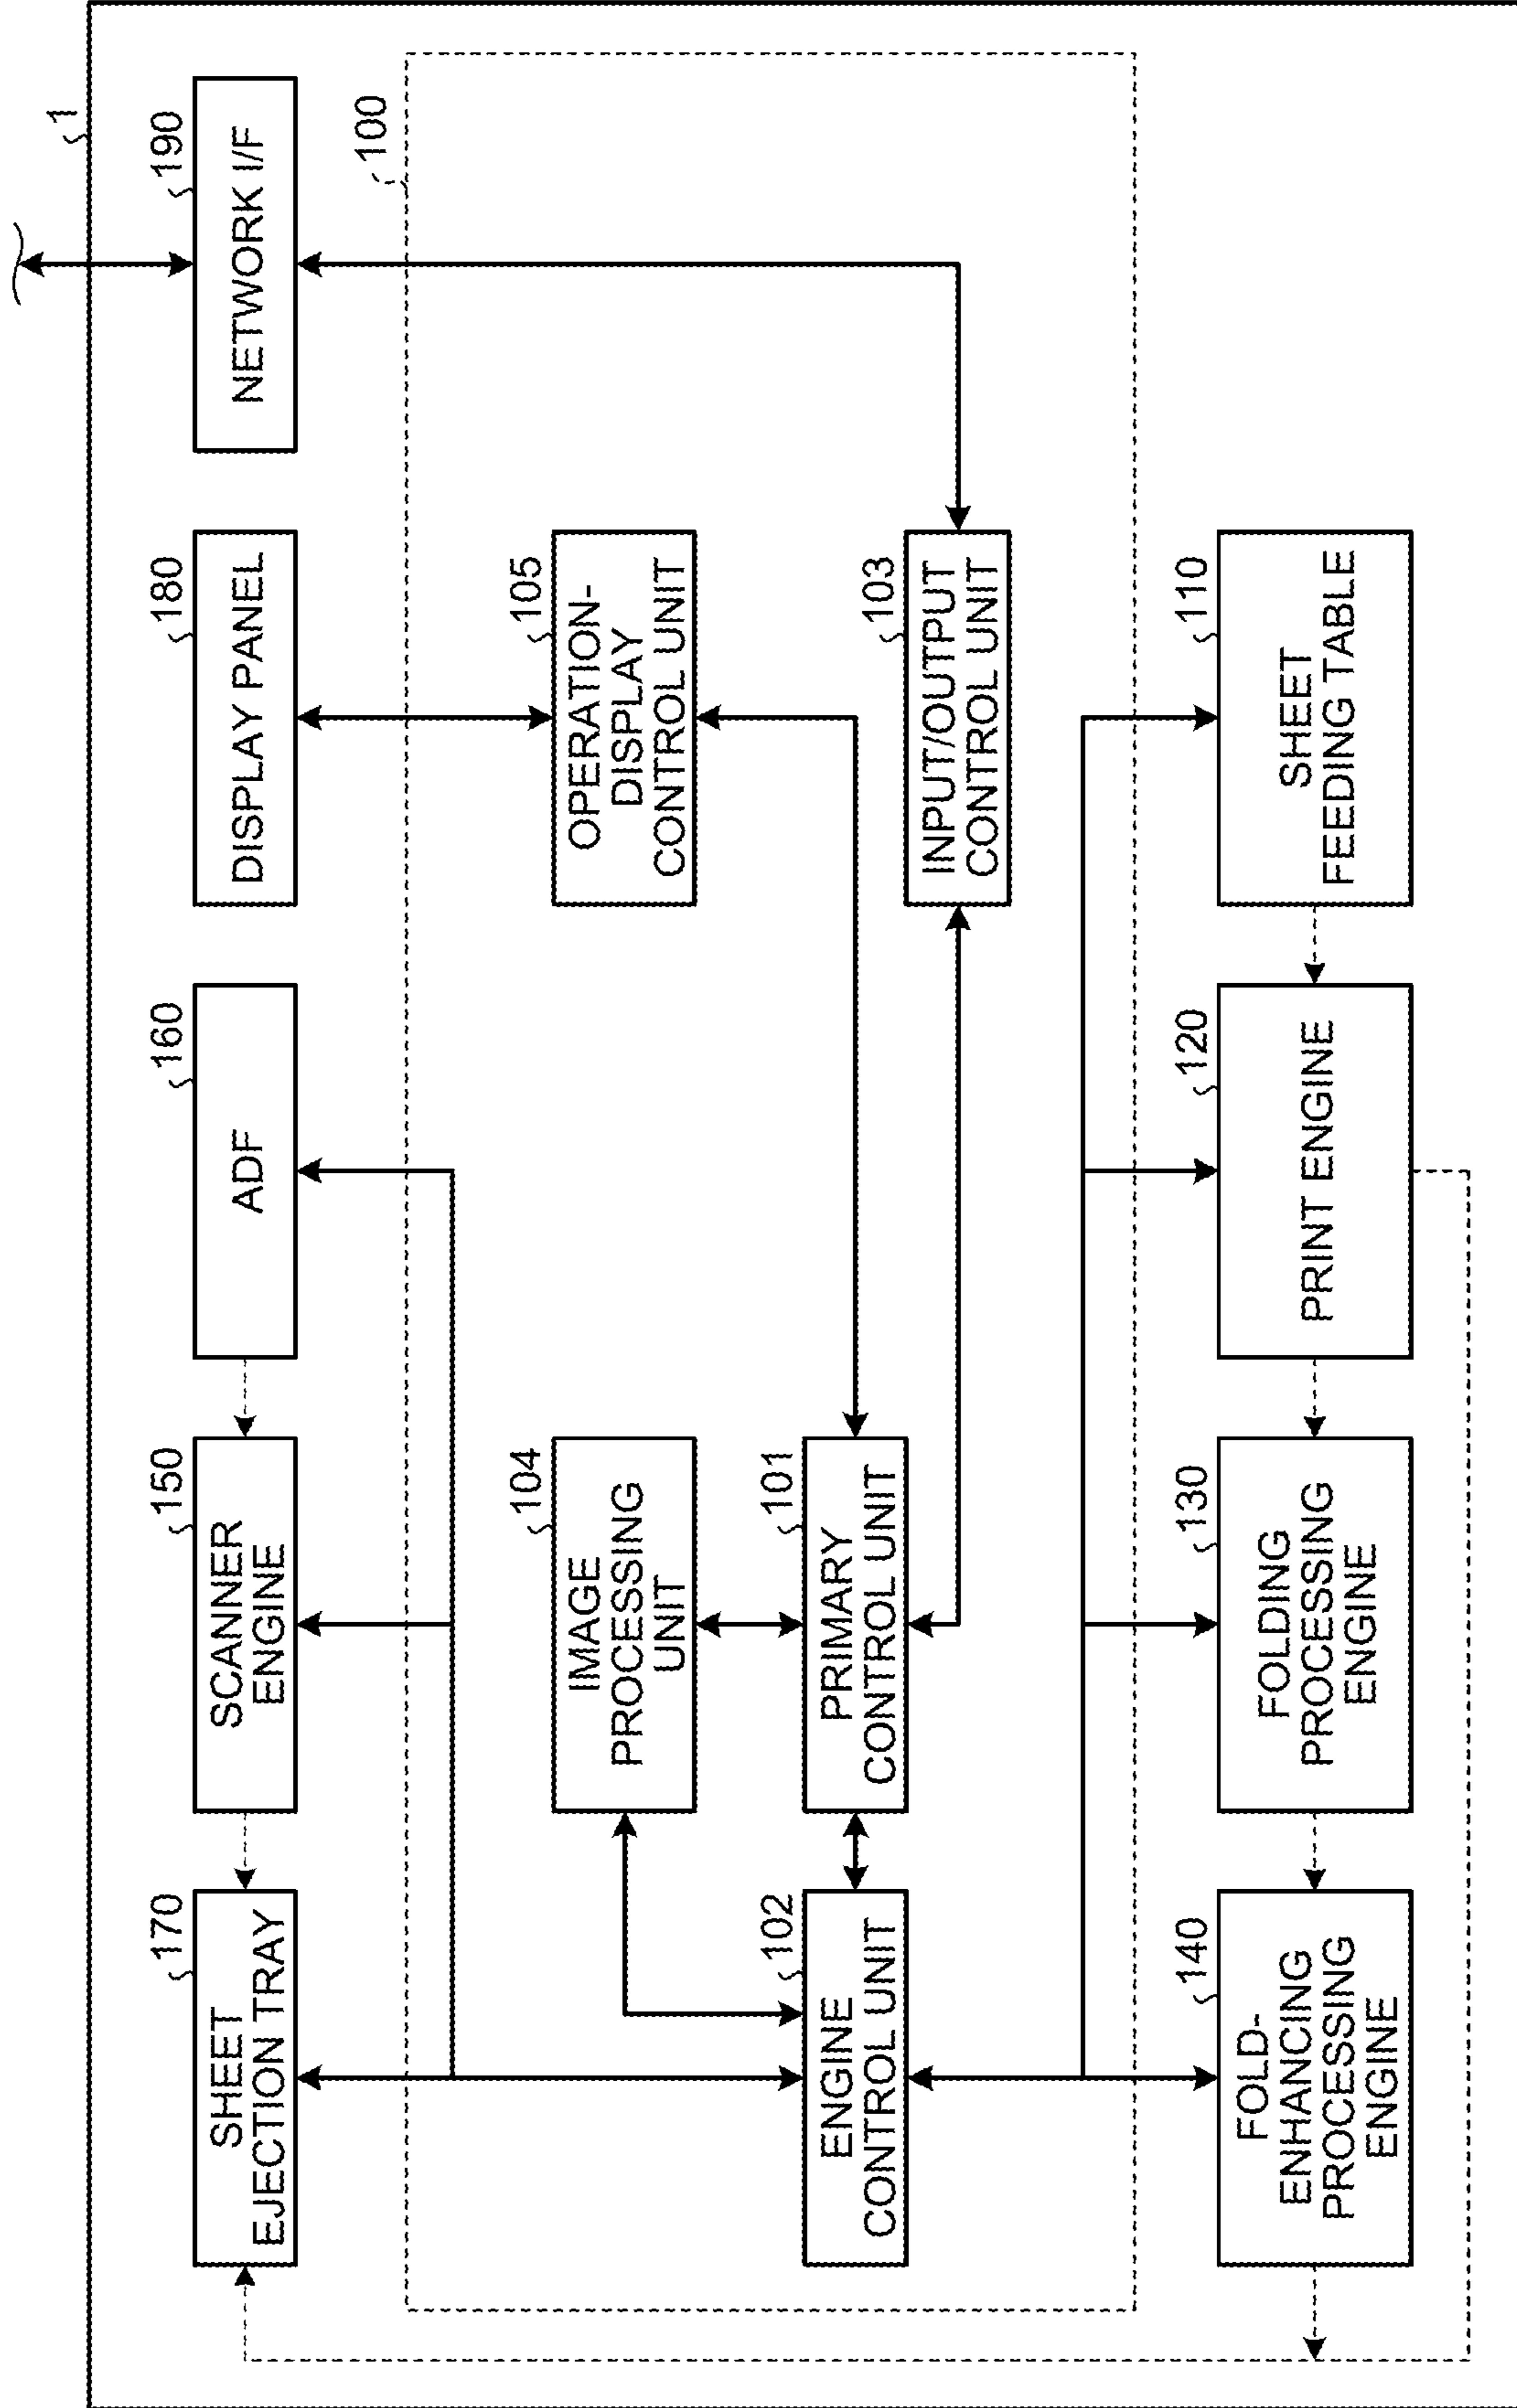 1
170
SHEET
EJECTION TRAY
150
SCANNER
ENGINE
160
ADF
180
DISPLAY PANEL
190
NETWORK I/F
100
104
IMAGE
PROCESSING
UNIT
105
OPERATION-
DISPLAY
CONTROL UNIT
102
ENGINE
CONTROL UNIT
101
PRIMARY
CONTROL UNIT
103
INPUT/OUTPUT
CONTROL UNIT
140
FOLD-
ENHANCING
PROCESSING
ENGINE
130
FOLDING
PROCESSING
ENGINE
120
PRINT ENGINE
110
SHEET
FEEDING TABLE